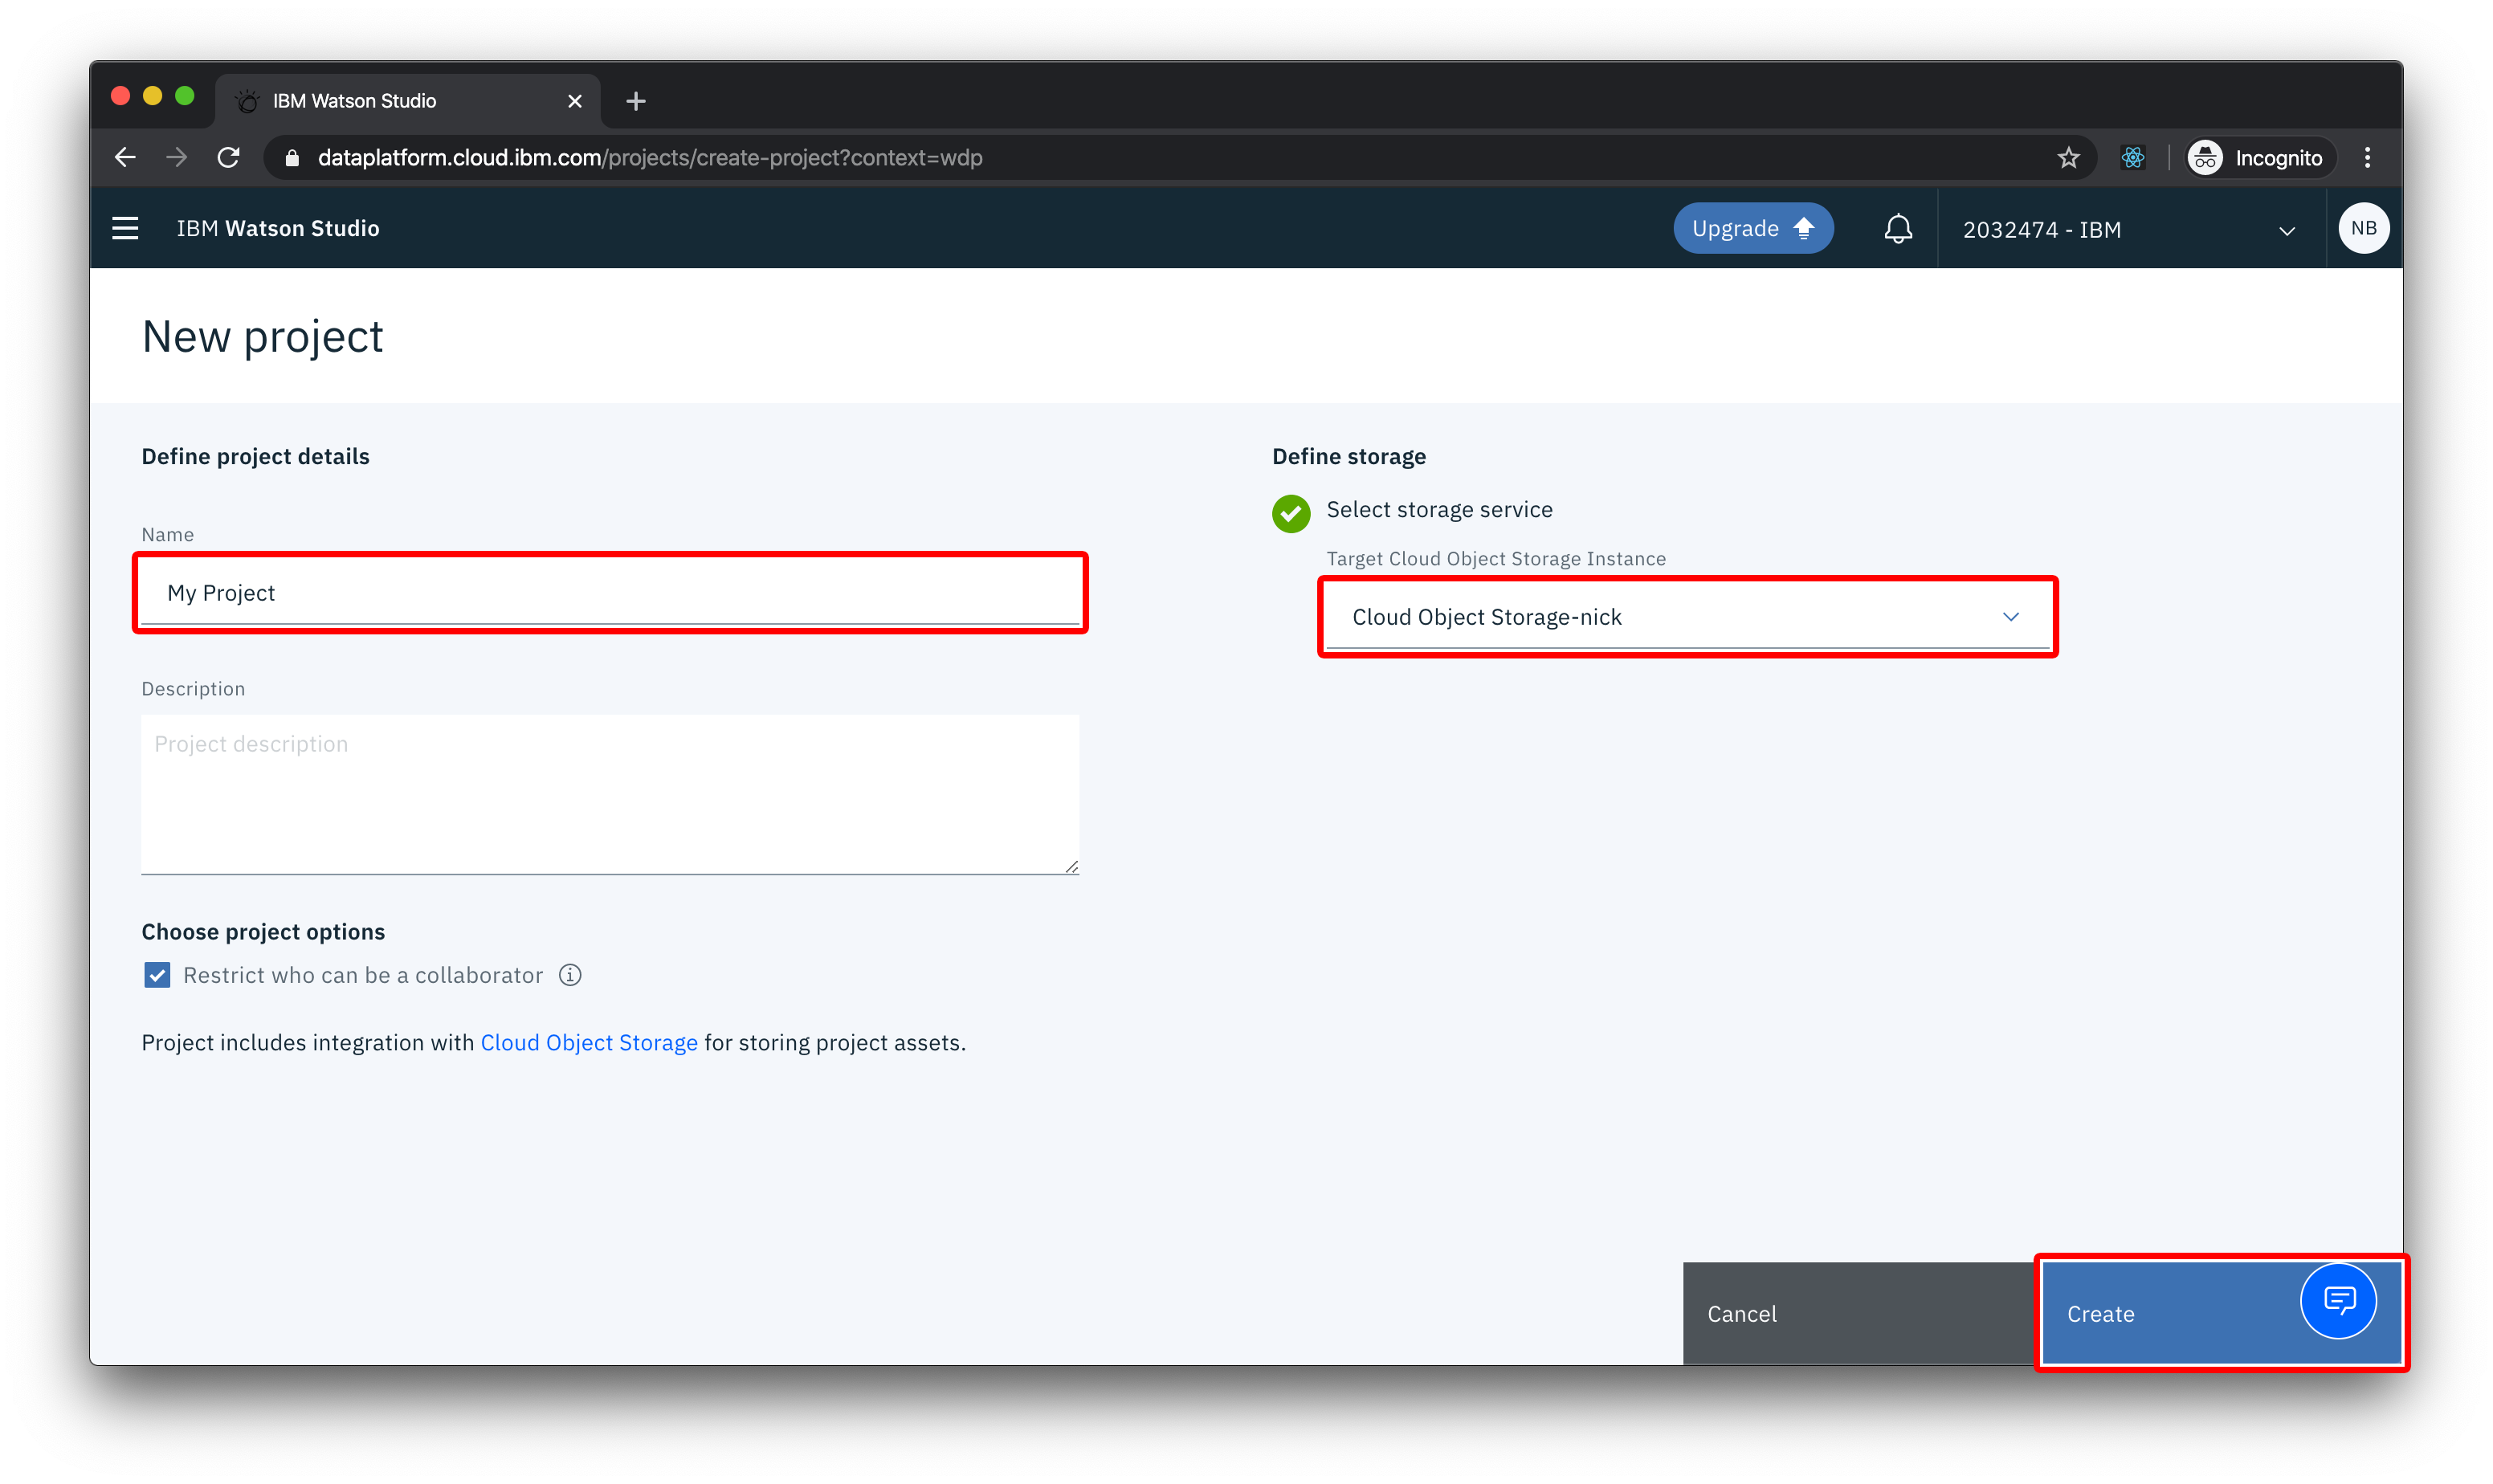 IBM Watson Studio
dataplatform.cloud.ibm.com/projects/create-project?context=wdp
Incognito
IBM Watson Studio
Upgrade
2032474 - IBM
NB
New project
Define project details
Name
My Project
Description
Project description
Choose project options
Restrict who can be a collaborator
Project includes integration with Cloud Object Storage for storing project assets.
Define storage
Select storage service
Target Cloud Object Storage Instance
Cloud Object Storage-nick
Cancel
Create